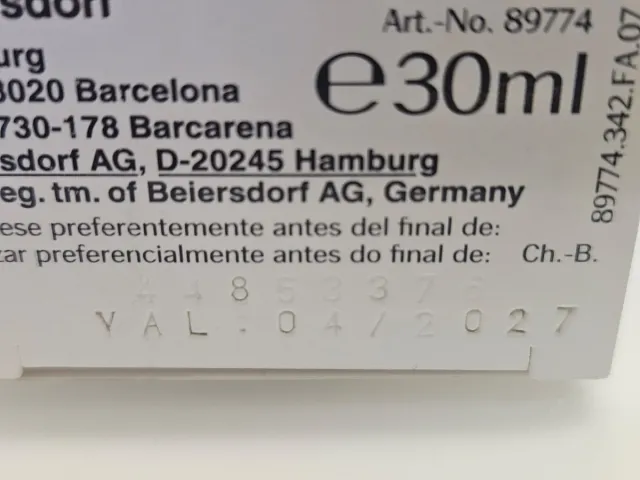 sdorf
Art.-No. 89774
urg
3020 Barcelona
e30ml
730-178 Barcarena
sdorf AG, D-20245 Hamburg
eg. tm. of Beiersdorf AG, Germany
ese preferentemente antes del final de:
zar preferencialmente antes do final de: Ch.-B.
VAL.04/2027
89774.342.FA.07